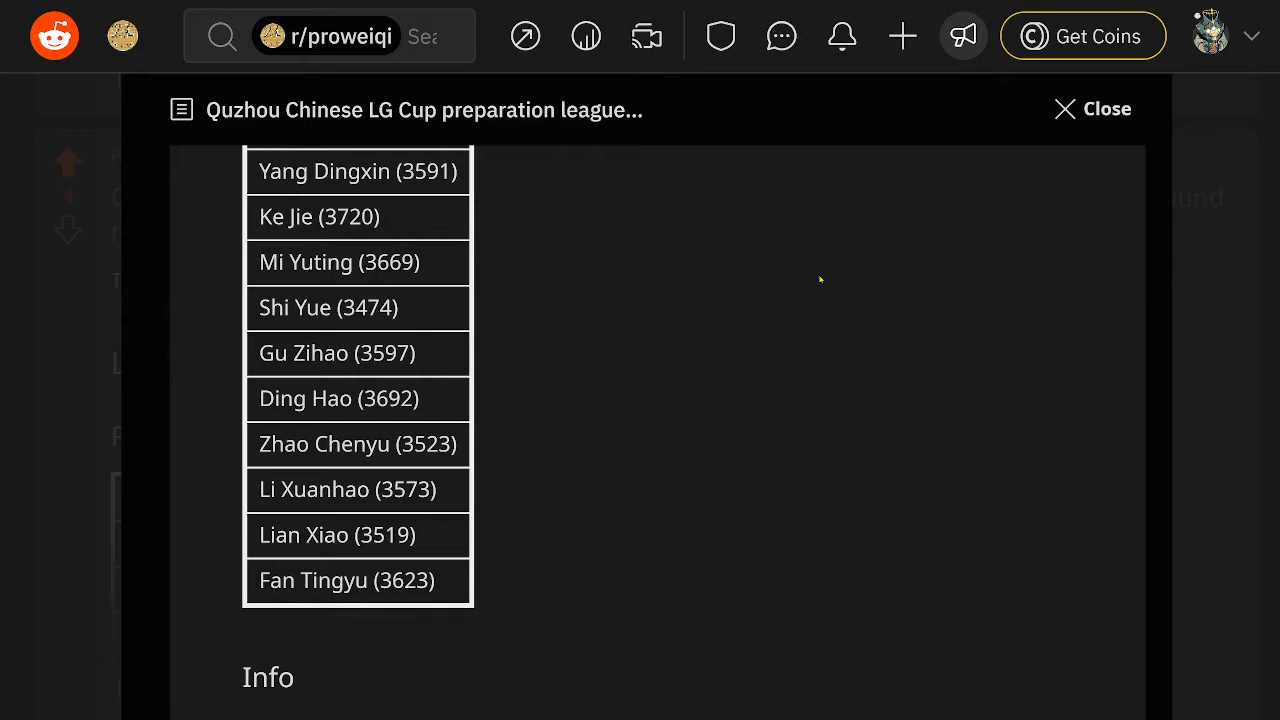 r/proweiqi Sea
Get Coins
Quzhou Chinese LG Cup preparation league...
Close
Yang Dingxin (3591)
Ke Jie (3720)
Mi Yuting (3669)
Shi Yue (3474)
Gu Zihao (3597)
Ding Hao (3692)
Zhao Chenyu (3523)
Li Xuanhao (3573)
Lian Xiao (3519)
Fan Tingyu (3623)
Info